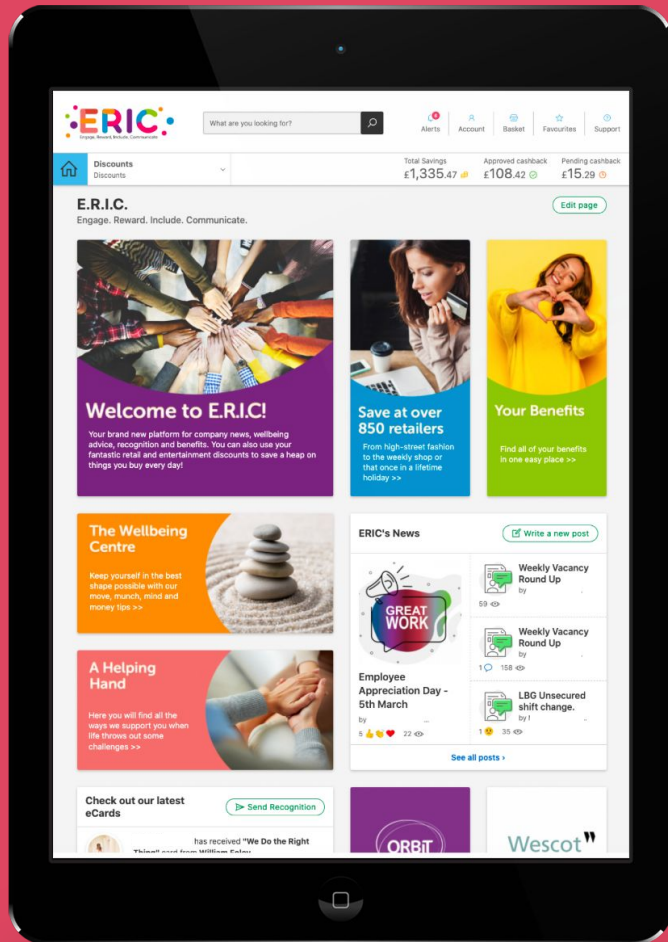 ERIC
Engage, Reward, Include, Communicate
What are you looking for?
Alerts
Account
Basket
Favourites
Support
Discounts
Discounts
Total Savings
£1,335.47
Approved cashback
£108.42
Pending cashback
£15.29
E.R.I.C.
Engage. Reward. Include. Communicate.
Edit page
Welcome to E.R.I.C!
Your brand new platform for company news, wellbeing
advice, recognition and benefits. You can also use your
fantastic retail and entertainment discounts to save a heap on
things you buy every day!
Save at over
850 retailers
From high-street fashion
to the weekly shop or
that once in a lifetime
holiday >>
Your Benefits
Find all of your benefits
in one easy place >>
The Wellbeing
Centre
Keep yourself in the best
shape possible with our
move, munch, mind and
money tips >>
A Helping
Hand
Here you will find all the
ways we support you when
life throws out some
challenges >>
ERIC's News
Write a new post
GREAT
WORK
Employee
Appreciation Day -
5th March
by
22
Weekly Vacancy
Round Up
by
59
Weekly Vacancy
Round Up
by
1 158
LBG Unsecured
shift change.
by
1 35
See all posts ›
Check out our latest
eCards
Send Recognition
has received "We Do the Right
Thing" card from William Foley
ORBiT
Wescot